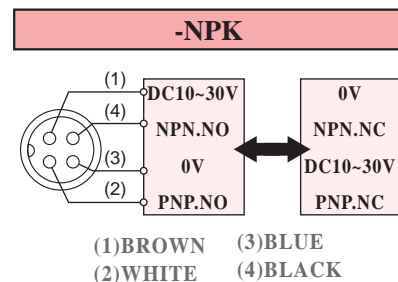 -NPK
(1)
DC10~30V
0V
(4)
NPN.NO
NPN.NC
(3)
0V
DC10~30V
(2)
PNP.NO
PNP.NC
(1)BROWN (3)BLUE
(2)WHITE (4)BLACK